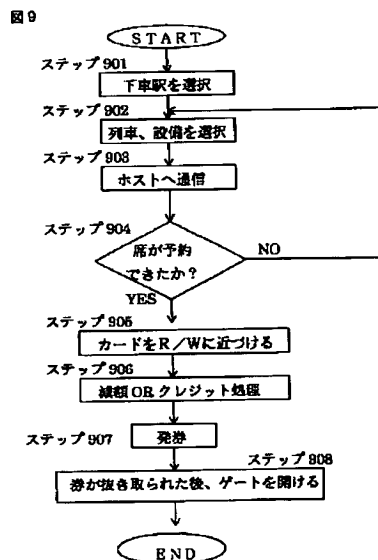 図9
START
ステップ901
下車駅を選択
ステップ902
列車、設備を選択
ステップ903
ホストへ通信
ステップ904
席が予約
できたか?
NO
YES
ステップ905
カードをR/Wに近づける
ステップ906
減額ORクレジット処理
ステップ907
発券
ステップ908
券が抜き取られた後、ゲートを開ける
END